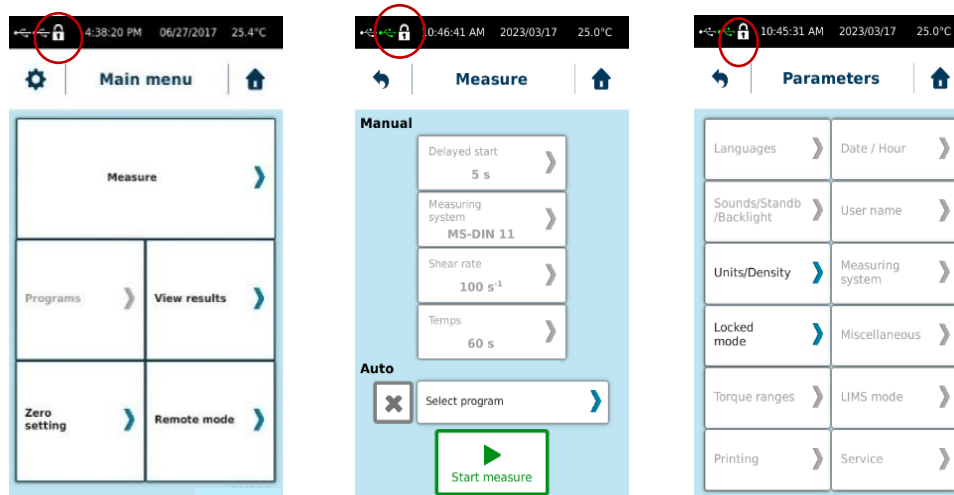 4:38:20 PM 06/27/2017 25.4°C
Main menu
Measure
Programs
View results
Zero
setting
Remote mode
10:46:41 AM 2023/03/17 25.0°C
Measure
Manual
Delayed start
5 s
Measuring
system
MS-DIN 11
Shear rate
100 s⁻¹
Temps
60 s
Auto
Select program
Start measure
10:45:31 AM 2023/03/17 25.0°C
Parameters
Languages
Date / Hour
Sounds/Standb
/Backlight
User name
Units/Density
Measuring
system
Locked
mode
Miscellaneous
Torque ranges
LIMS mode
Printing
Service